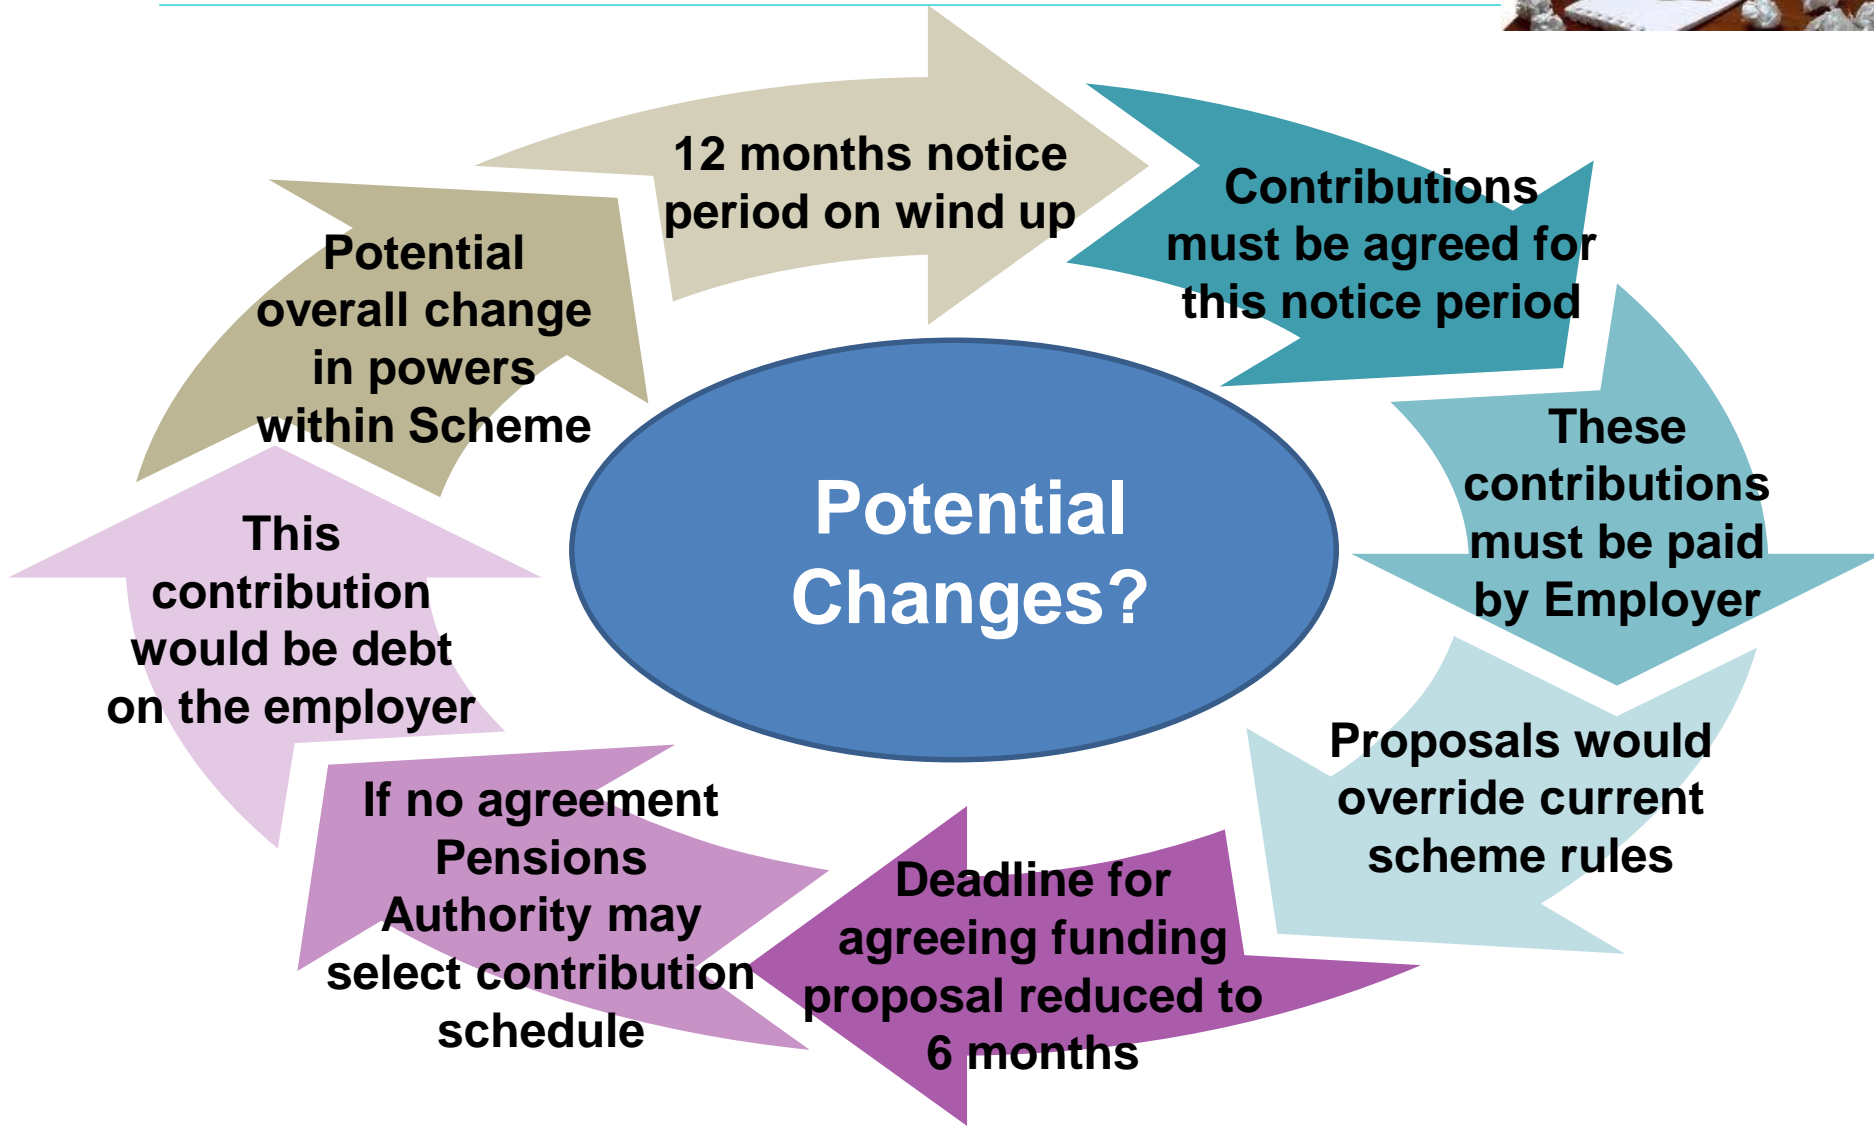 12 months notice
period on wind up
Contributions
must be agreed for
this notice period
These
contributions
must be paid
by Employer
Proposals would
override current
scheme rules
Deadline for
agreeing funding
proposal reduced to
6 months
If no agreement
Pensions
Authority may
select contribution
schedule
This
contribution
would be debt
on the employer
Potential
overall change
in powers
within Scheme
Potential
Changes?